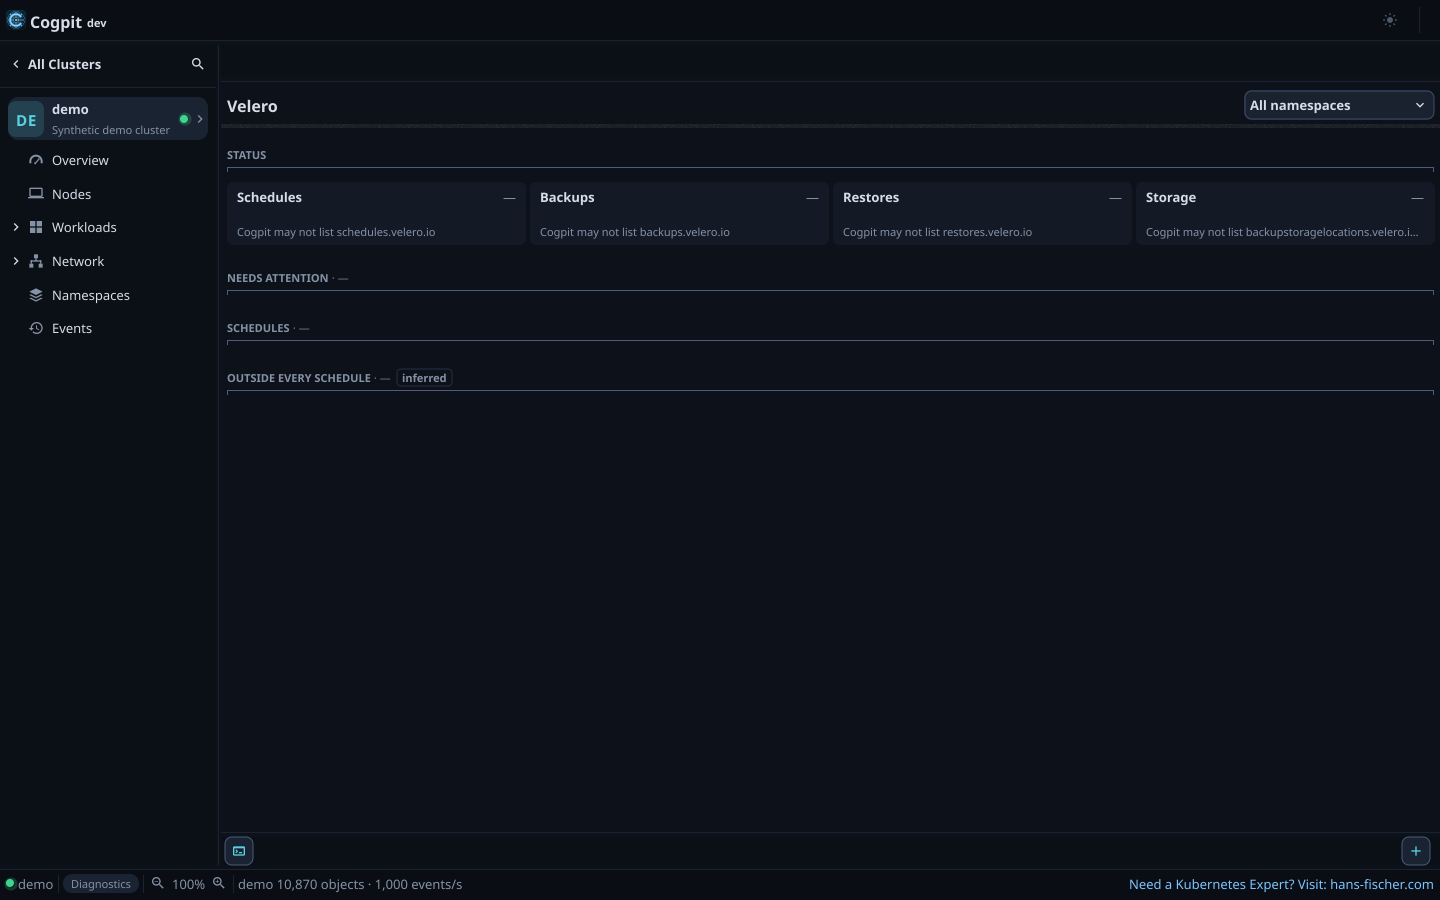 Cogpit dev
All Clusters
DE
demo
Synthetic demo cluster
Overview
Nodes
Workloads
Network
Namespaces
Events
Velero
All namespaces
STATUS
Schedules —
Cogpit may not list schedules.velero.io
Backups —
Cogpit may not list backups.velero.io
Restores —
Cogpit may not list restores.velero.io
Storage —
Cogpit may not list backupstoragelocations.velero.i...
NEEDS ATTENTION · —
SCHEDULES · —
OUTSIDE EVERY SCHEDULE · — inferred
demo
Diagnostics
100%
demo 10,870 objects · 1,000 events/s
Need a Kubernetes Expert? Visit: hans-fischer.com